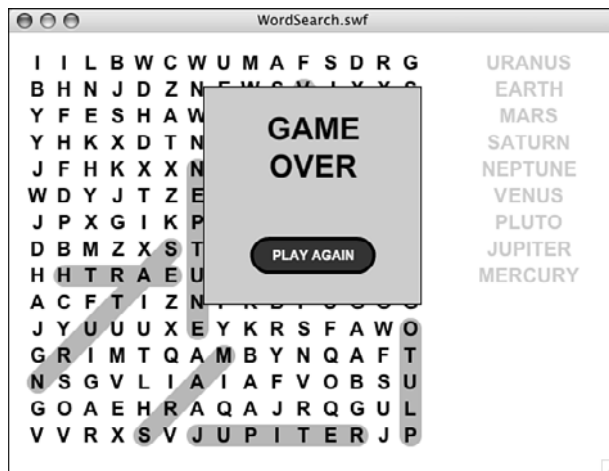 WordSearch.swf
I I L B W C W U M A F S D R G URANUS
B H N J D Z N EARTH
Y F E S H A W MARS
GAME
Y H K X D T N SATURN
OVER
J F H K X X N NEPTUNE
W D Y J T Z E VENUS
J P X G I K P PLUTO
D B M Z X S T JUPITER
PLAY AGAIN
H H T R A E U MERCURY
A C F T I Z N
J Y U U U X E Y K R S F A W O
G R I M T Q A M B Y N Q A F T
N S G V L I A I A F V O B S U
G O A E H R A Q A J R Q G U L
V V R X S V J U P I T E R J P